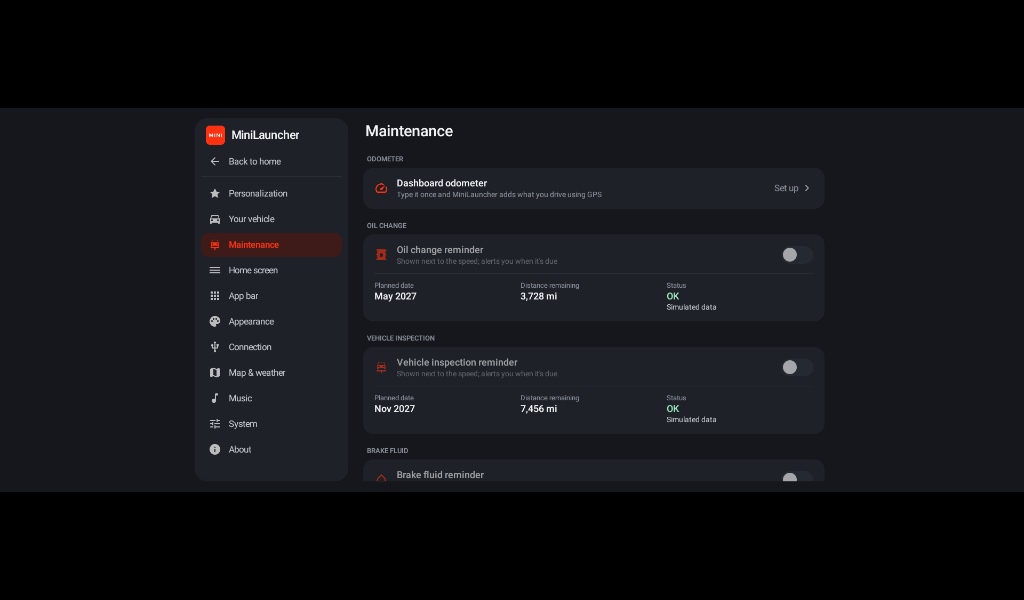 MINI
MiniLauncher
Back to home
Personalization
Your vehicle
Maintenance
Home screen
App bar
Appearance
Connection
Map & weather
Music
System
About
Maintenance
ODOMETER
Dashboard odometer
Type it once and MiniLauncher adds what you drive using GPS
Set up
OIL CHANGE
Oil change reminder
Shown next to the speed; alerts you when it's due
Planned date
May 2027
Distance remaining
3,728 mi
Status
OK
Simulated data
VEHICLE INSPECTION
Vehicle inspection reminder
Shown next to the speed; alerts you when it's due
Planned date
Nov 2027
Distance remaining
7,456 mi
Status
OK
Simulated data
BRAKE FLUID
Brake fluid reminder